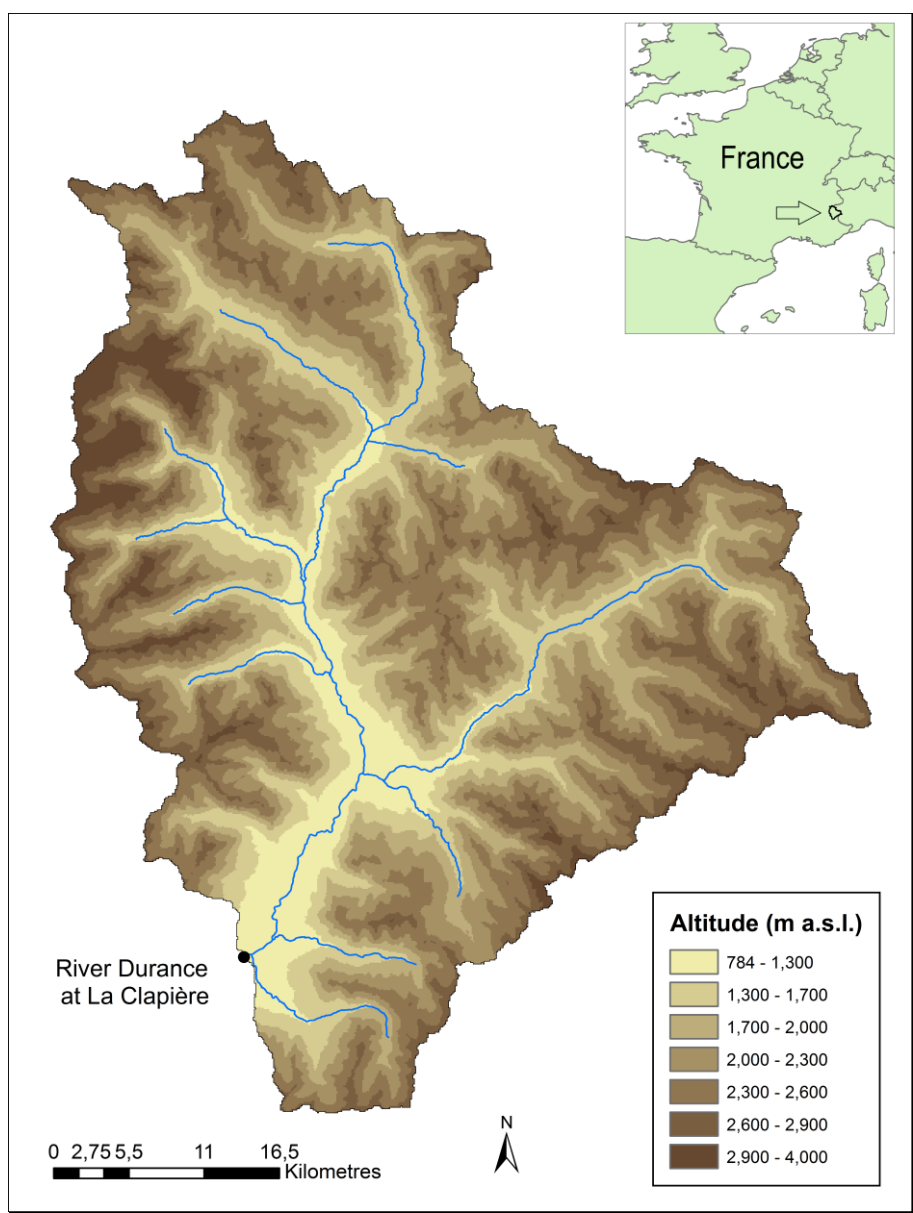 France
River Durance
at La Clapière
Altitude (m a.s.l.)
784 - 1,300
1,300 - 1,700
1,700 - 2,000
2,000 - 2,300
2,300 - 2,600
2,600 - 2,900
2,900 - 4,000
N
0 2,75 5,5 11 16,5
Kilometres